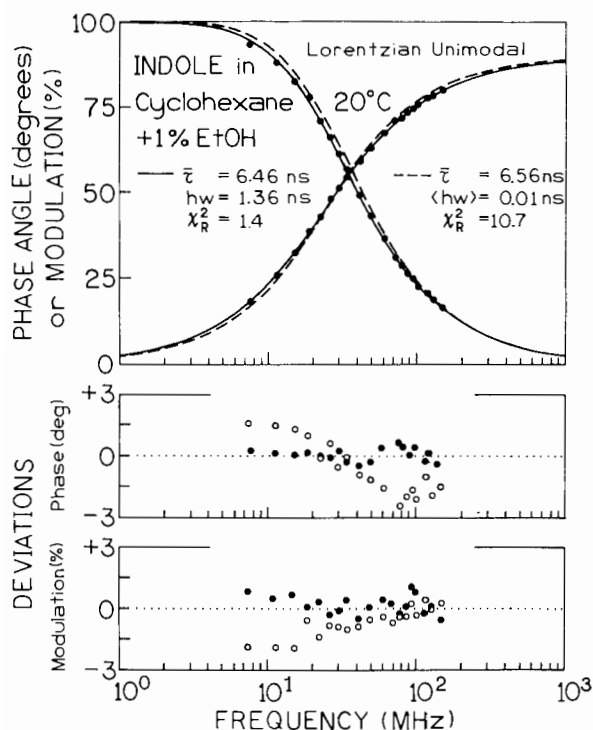 PHASE ANGLE (degrees)
or MODULATION (%)
100
75
50
25
0
INDOLE in
Cyclohexane
+1% EtOH
Lorentzian Unimodal
20°C
τ̄ = 6.46 ns
hw = 1.36 ns
χ²R = 1.4
τ̄ = 6.56 ns
⟨hw⟩ = 0.01 ns
χ²R = 10.7
DEVIATIONS
Phase (deg)
+3
0
-3
Modulation (%)
+3
0
-3
10⁰ 10¹ 10² 10³
FREQUENCY (MHz)